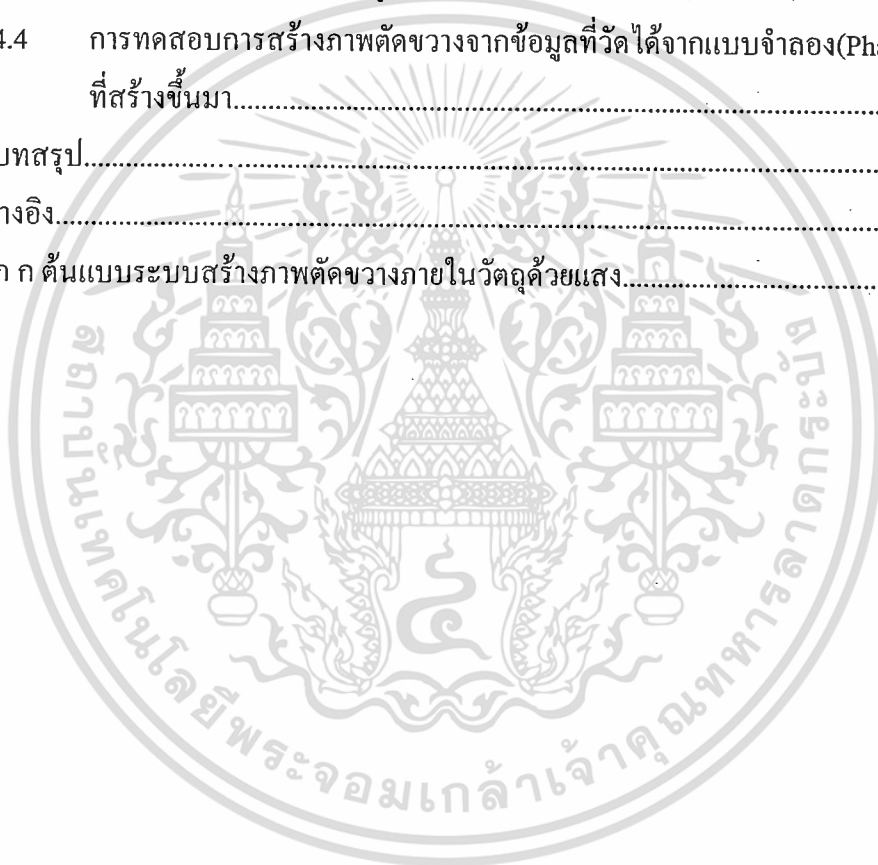 4.4 การทดสอบการสร้างภาพตัดขวางจากข้อมูลที่วัดได้จากแบบจำลอง(Pha
ที่สร้างขึ้นมา
บทสรุป
างอิง
ก ก ต้นแบบระบบสร้างภาพตัดขวางภายในวัตถุด้วยแสง
สถาบันเทคโนโลยีพระจอมเกล้าเจ้าคุณทหารลาดกระบัง